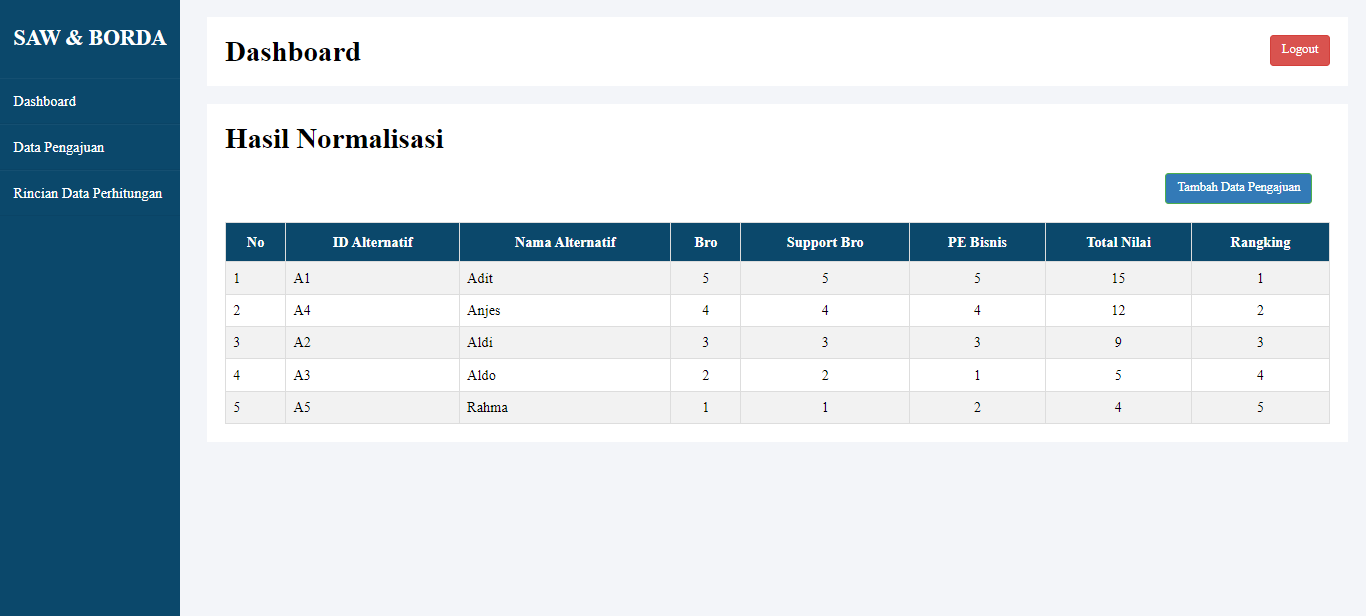 SAW & BORDA
Dashboard
Data Pengajuan
Rincian Data Perhitungan
Dashboard
Logout
Hasil Normalisasi
Tambah Data Pengajuan
No ID Alternatif Nama Alternatif Bro Support Bro PE Bisnis Total Nilai Rangking
1 A1 Adit 5 5 5 15 1
2 A4 Anjes 4 4 4 12 2
3 A2 Aldi 3 3 3 9 3
4 A3 Aldo 2 2 1 5 4
5 A5 Rahma 1 1 2 4 5